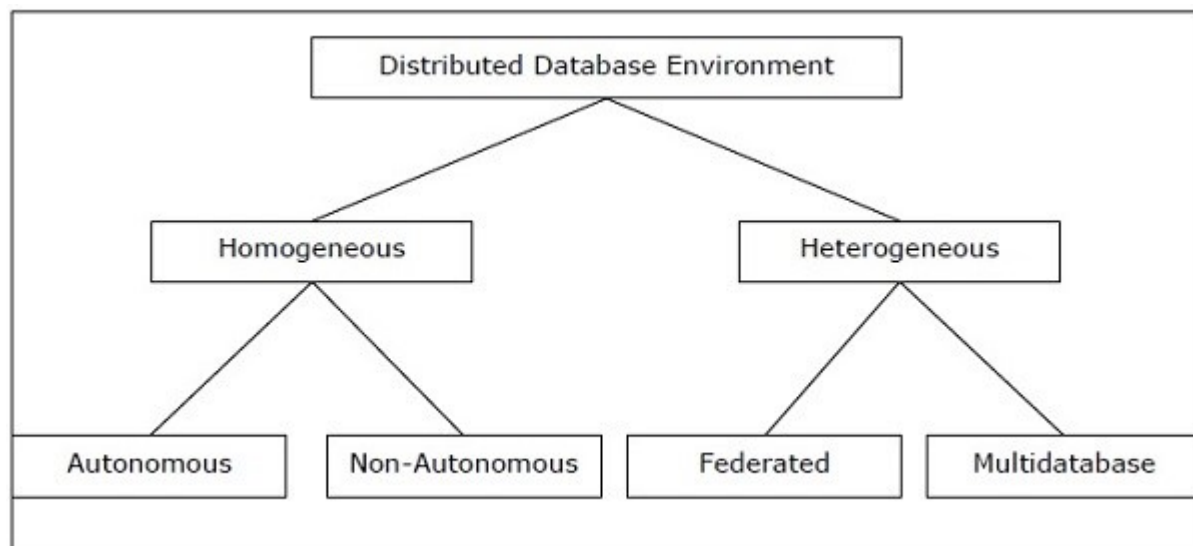 Distributed Database Environment
Homogeneous
Heterogeneous
Autonomous
Non-Autonomous
Federated
Multidatabase